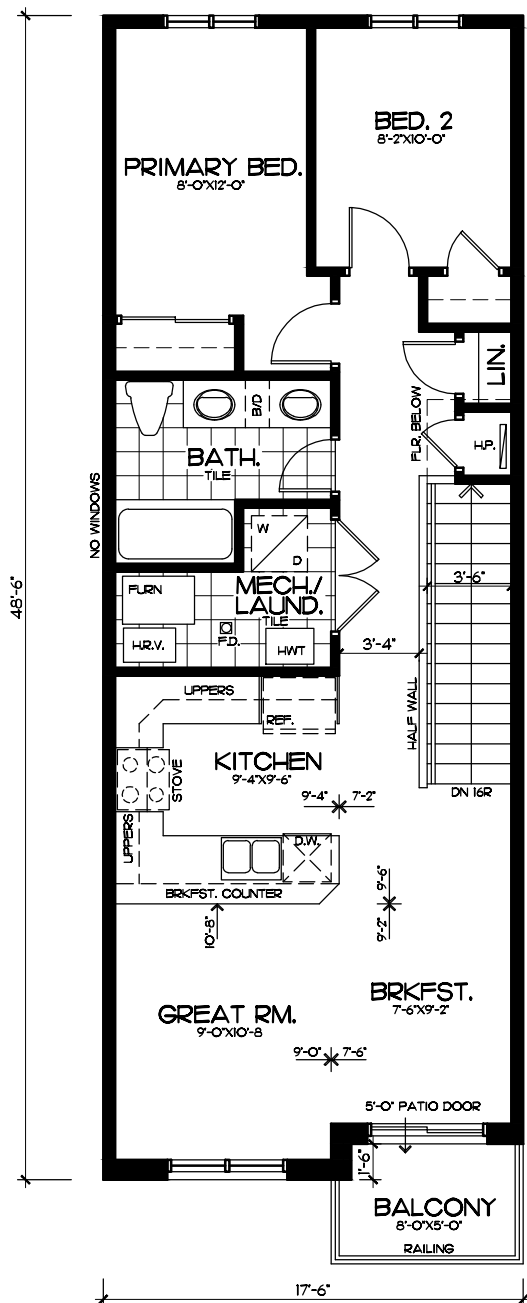 BED. 2
8'-2"X10'-0"
PRIMARY BED.
8'-0"X12'-0"
LIN.
B/D
FLR. BELOW
H.P.
BATH.
TILE
NO WINDOWS
W
D
48'-6"
MECH./
LAUND.
TILE
FURN
3'-6"
F.D.
H.R.V.
HWT
3'-4"
UPPERS
REF.
HALF WALL
KITCHEN
9'-4"X9'-6"
STOVE
DN 16R
9'-4"
7'-2"
UPPERS
D.W.
9'-6"
BRKFST. COUNTER
10'-8"
9'-2"
BRKFST.
7'-6"X9'-2"
GREAT RM.
9'-0"X10'-8
9'-0"
7'-6"
5'-0" PATIO DOOR
1'-6"
BALCONY
8'-0"X5'-0"
RAILING
17'-6"